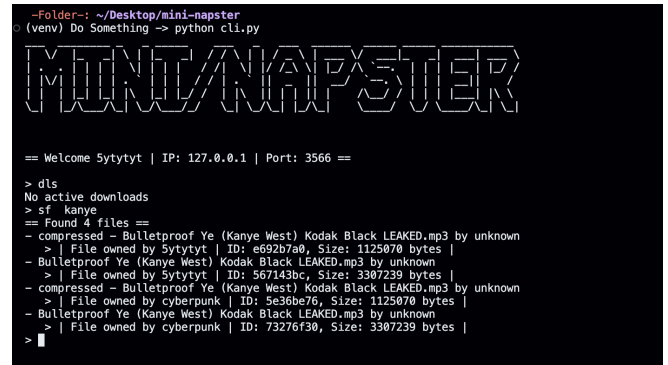 -Folder-: ~/Desktop/mini-napster
(venv) Do Something -> python cli.py
MINI/NAPSTER
== Welcome 5ytytyt | IP: 127.0.0.1 | Port: 3566 ==
> dls
No active downloads
> sf  kanye
== Found 4 files ==
- compressed - Bulletproof Ye (Kanye West) Kodak Black LEAKED.mp3 by unknown
> | File owned by 5ytytyt | ID: e692b7a0, Size: 1125070 bytes |
- Bulletproof Ye (Kanye West) Kodak Black LEAKED.mp3 by unknown
> | File owned by 5ytytyt | ID: 567143bc, Size: 3307239 bytes |
- compressed - Bulletproof Ye (Kanye West) Kodak Black LEAKED.mp3 by unknown
> | File owned by cyberpunk | ID: 5e36be76, Size: 1125070 bytes |
- Bulletproof Ye (Kanye West) Kodak Black LEAKED.mp3 by unknown
> | File owned by cyberpunk | ID: 73276f30, Size: 3307239 bytes |
>